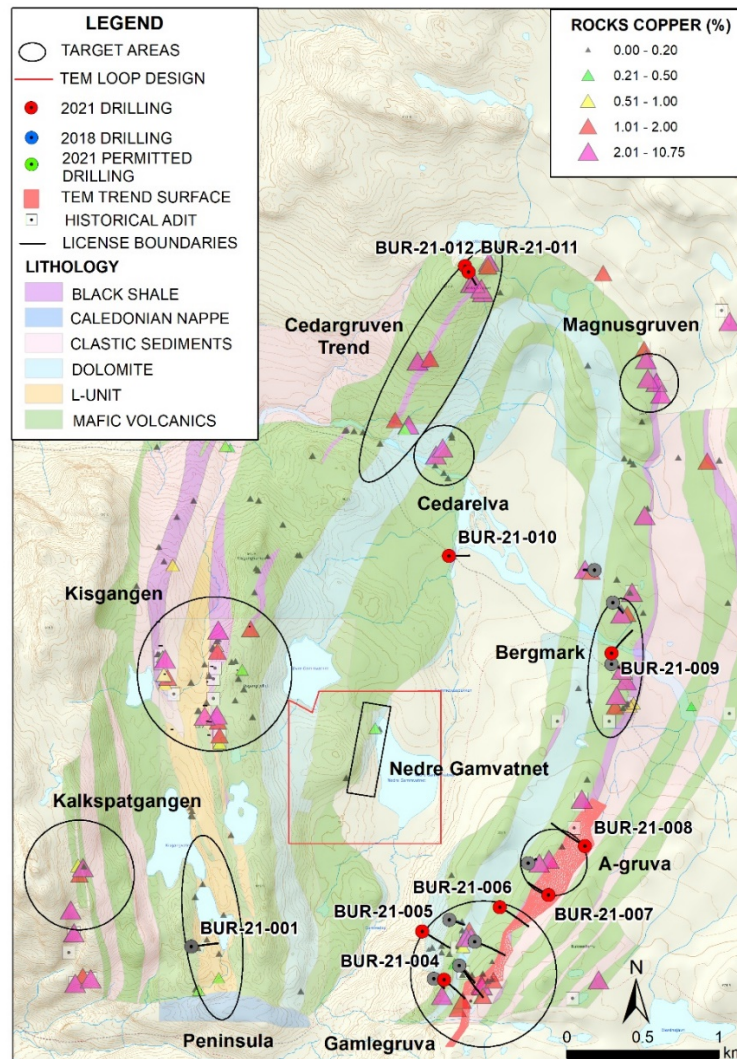 LEGEND
TARGET AREAS
TEM LOOP DESIGN
2021 DRILLING
2018 DRILLING
2021 PERMITTED
DRILLING
TEM TREND SURFACE
HISTORICAL ADIT
LICENSE BOUNDARIES
LITHOLOGY
BLACK SHALE
CALEDONIAN NAPPE
CLASTIC SEDIMENTS
DOLOMITE
L-UNIT
MAFIC VOLCANICS
ROCKS COPPER (%)
0.00 - 0.20
0.21 - 0.50
0.51 - 1.00
1.01 - 2.00
2.01 - 10.75
BUR-21-012
BUR-21-011
Cedargruven
Trend
Magnusgruven
Cedarelva
BUR-21-010
Kisgangen
Bergmark
BUR-21-009
Nedre Gamvatnet
Kalkspatgangen
BUR-21-008
A-gruva
BUR-21-006
BUR-21-007
BUR-21-005
BUR-21-001
BUR-21-004
Peninsula
Gamlegruva
N
0 0.5 1
km